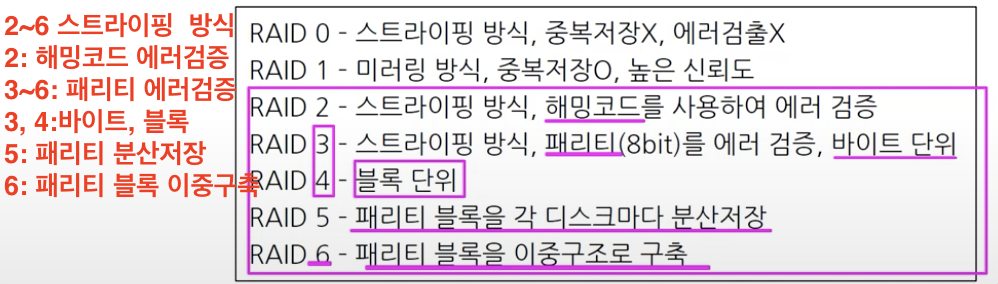 2~6 스트라이핑 방식
2: 해밍코드 에러검증
3~6: 패리티 에러검증
3, 4:바이트, 블록
5: 패리티 분산저장
6: 패리티 블록 이중구축
RAID 0 - 스트라이핑 방식, 중복저장X, 에러검출X
RAID 1 - 미러링 방식, 중복저장O, 높은 신뢰도
RAID 2 - 스트라이핑 방식, 해밍코드를 사용하여 에러 검증
RAID 3 - 스트라이핑 방식, 패리티(8bit)를 에러 검증, 바이트 단위
RAID 4 - 블록 단위
RAID 5 - 패리티 블록을 각 디스크마다 분산저장
RAID 6 - 패리티 블록을 이중구조로 구축